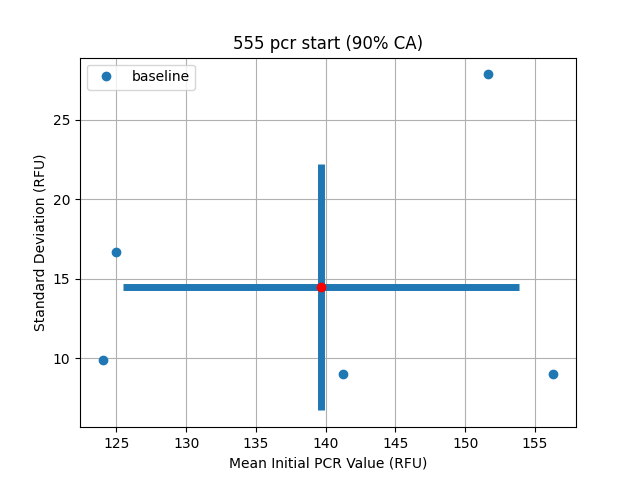 555 pcr start (90% CA)
baseline
25
20
15
10
Standard Deviation (RFU)
125 130 135 140 145 150 155
Mean Initial PCR Value (RFU)